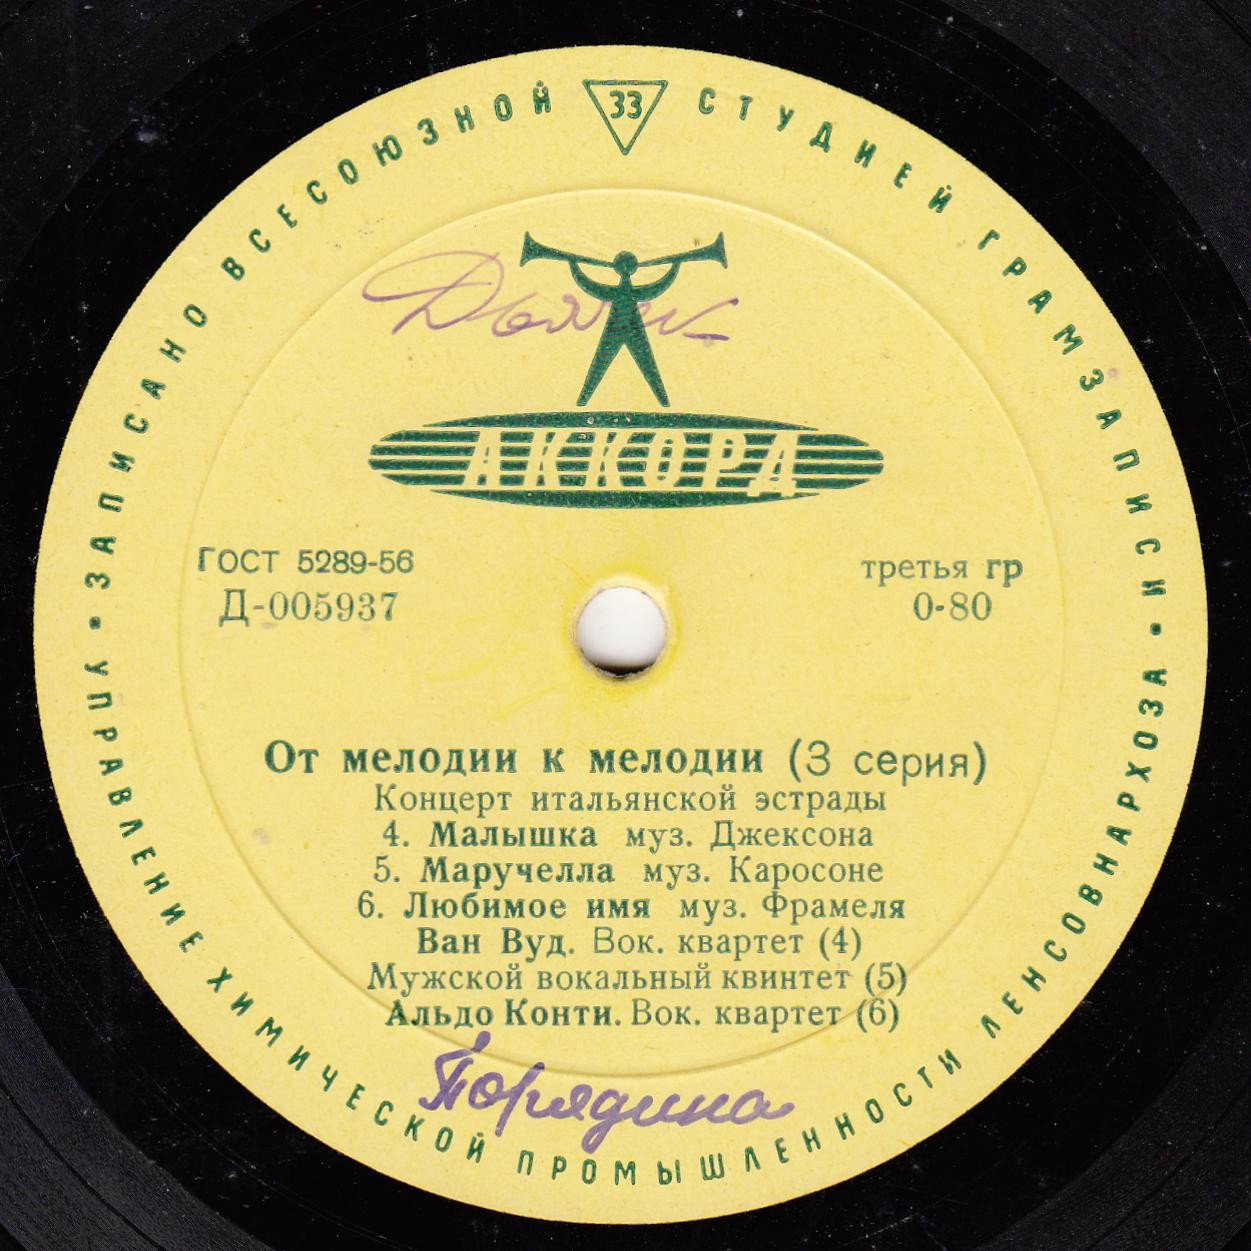 ЗАПИСАНО ВСЕСОЮЗНОЙ 33 СТУДИЕЙ ГРАМЗАПИСИ
АККОРД
ГОСТ 5289-56
Д-005937
третья гр
0-80
От мелодии к мелодии (3 серия)
Концерт итальянской эстрады
4. Малышка муз. Джексона
5. Маручелла муз. Каросоне
6. Любимое имя муз. Фрамеля
Ван Вуд. Вок. квартет (4)
Мужской вокальный квинтет (5)
Альдо Конти. Вок. квартет (6)
Порядина
• УПРАВЛЕНИЕ ХИМИЧЕСКОЙ ПРОМЫШЛЕННОСТИ ЛЕНСОВНАРХОЗА •